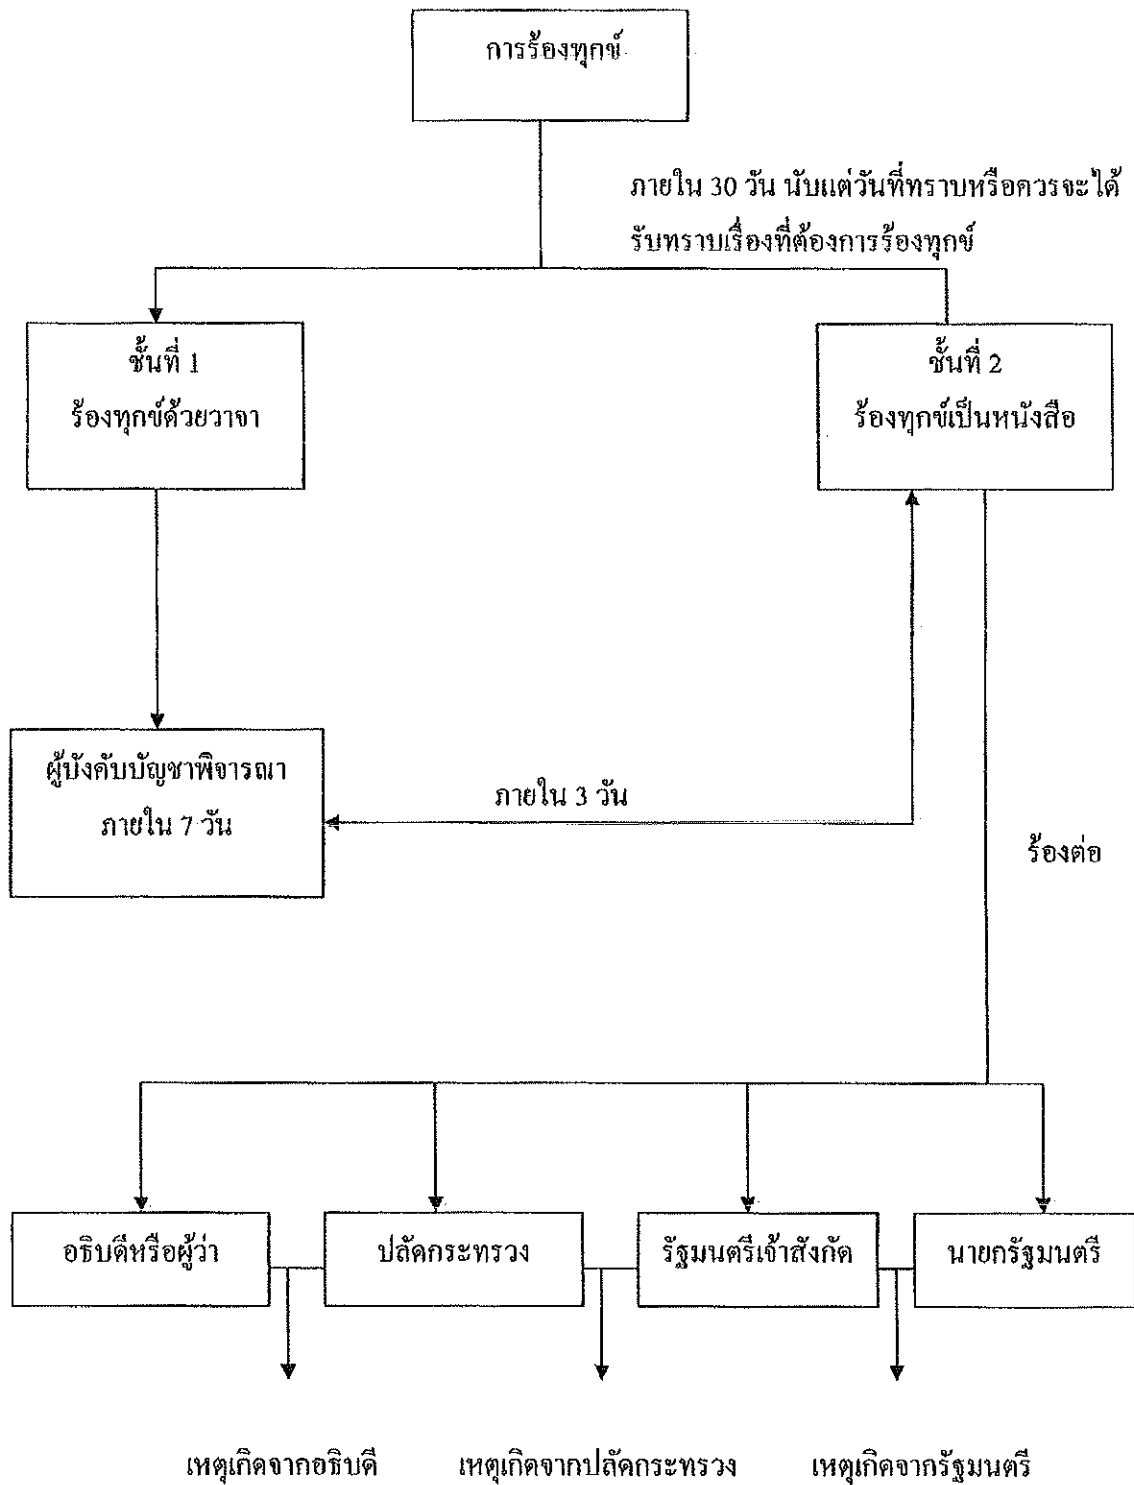 การร้องทุกข์
ภายใน 30 วัน นับแต่วันที่ทราบหรือควรจะได้
รับทราบเรื่องที่ต้องการร้องทุกข์
ชั้นที่ 1
ร้องทุกข์ด้วยวาจา
ชั้นที่ 2
ร้องทุกข์เป็นหนังสือ
ผู้บังคับบัญชาพิจารณา
ภายใน 7 วัน
ภายใน 3 วัน
ร้องต่อ
อธิบดีหรือผู้ว่า
ปลัดกระทรวง
รัฐมนตรีเจ้าสังกัด
นายกรัฐมนตรี
เหตุเกิดจากอธิบดี
เหตุเกิดจากปลัดกระทรวง
เหตุเกิดจากรัฐมนตรี